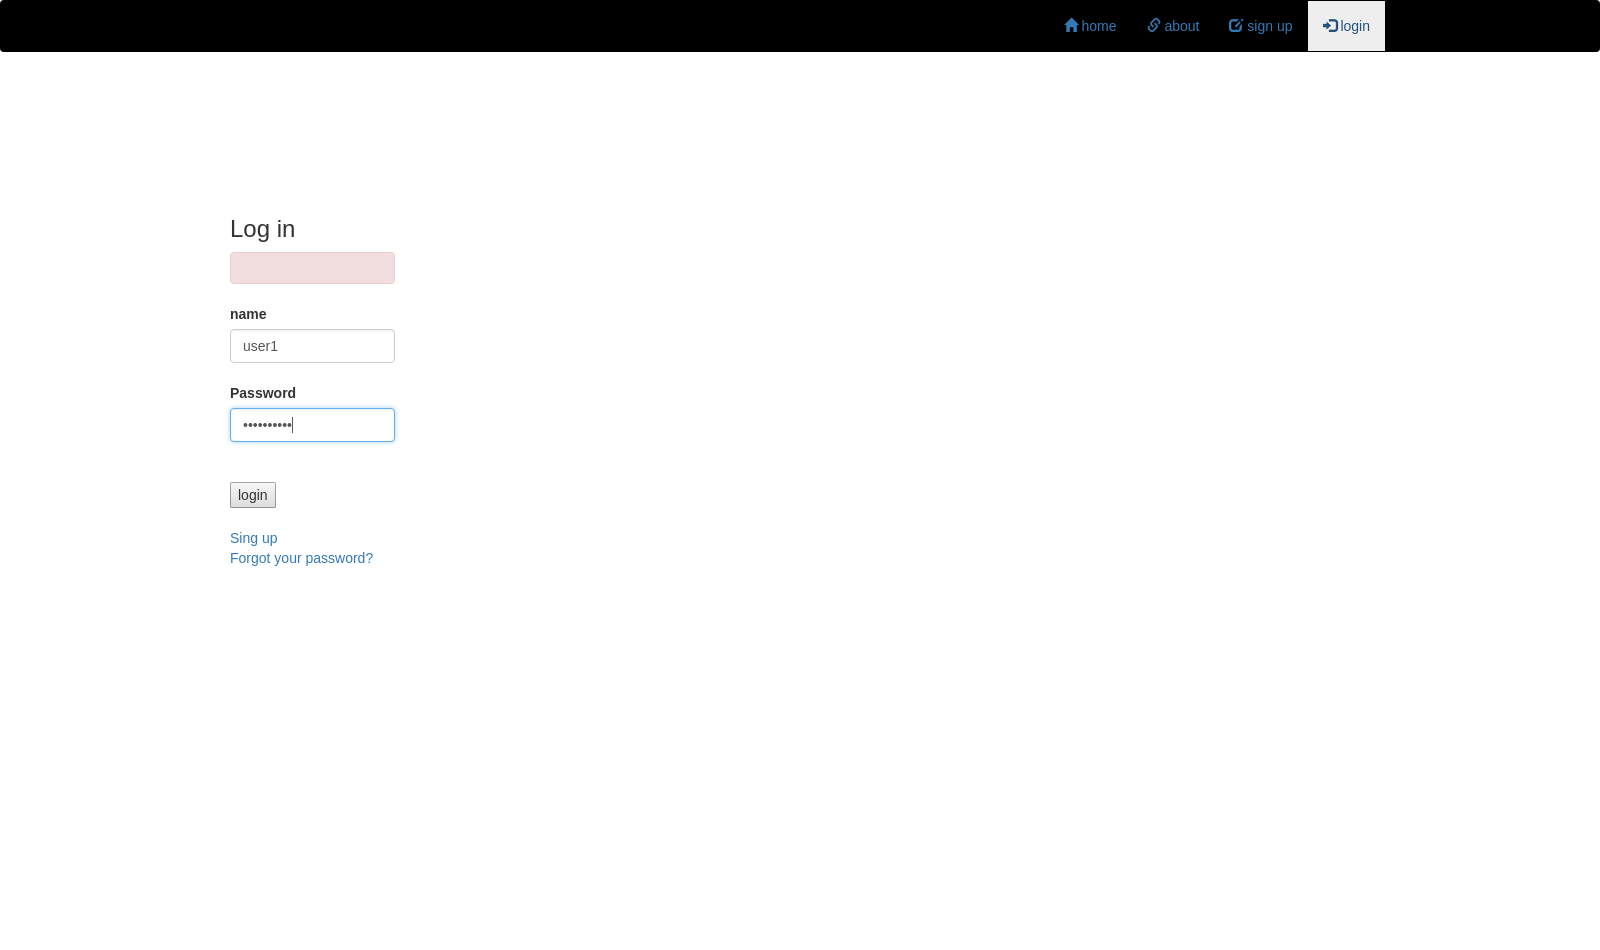 home about sign up login
Log in
name
user1
Password
••••••••••
login
Sing up
Forgot your password?